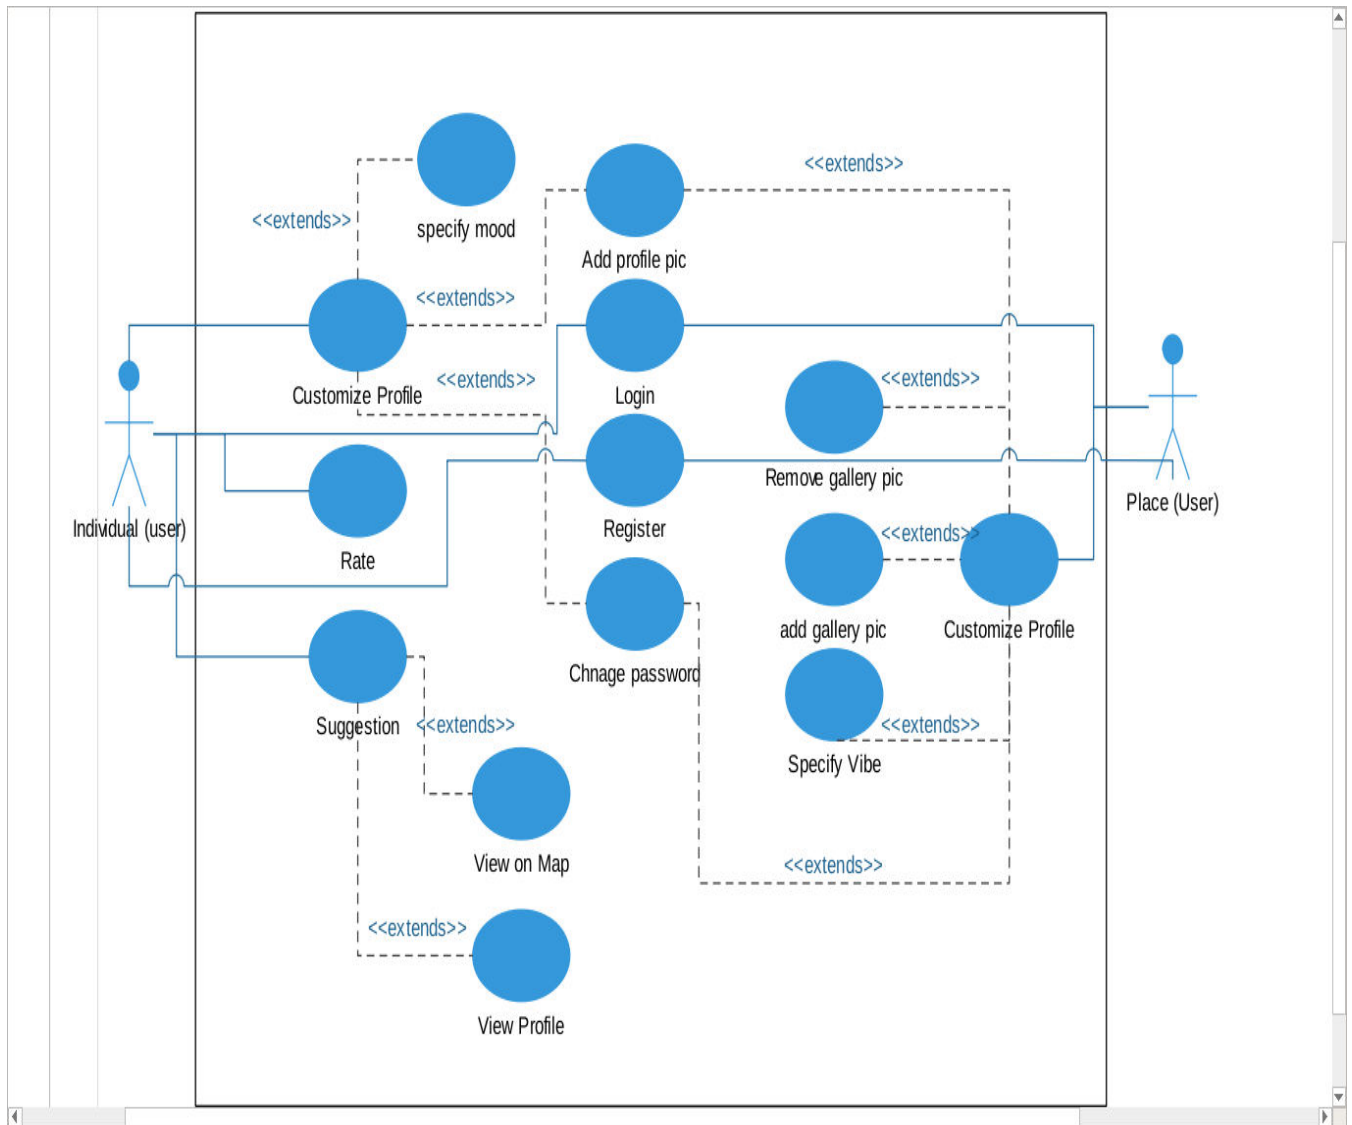 <<extends>>
<<extends>>
specify mood
Add profile pic
<<extends>>
<<extends>>
<<extends>>
<<extends>>
Customize Profile
Login
Remove gallery pic
Place (User)
Individual (user)
Register
<<extends>>
Rate
add gallery pic
Customize Profile
Chnage password
Suggestion
<<extends>>
<<extends>>
Specify Vibe
View on Map
<<extends>>
<<extends>>
View Profile